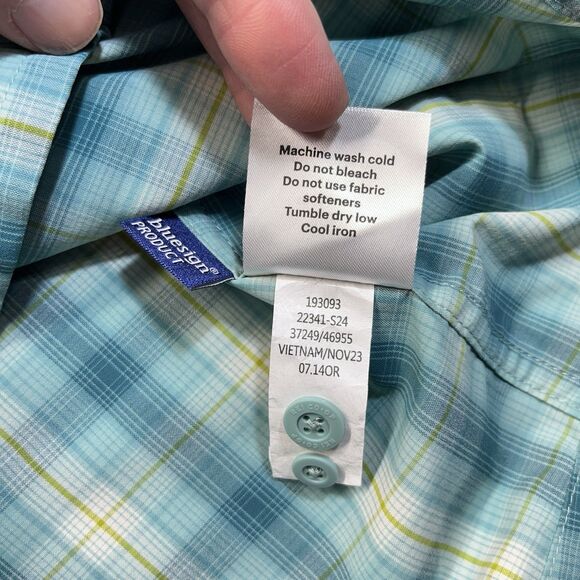 Machine wash cold
Do not bleach
Do not use fabric
softeners
Tumble dry low
Cool iron
bluesign®
PRODUCT
193093
22341-S24
37249/46955
VIETNAM/NOV23
07.14OR